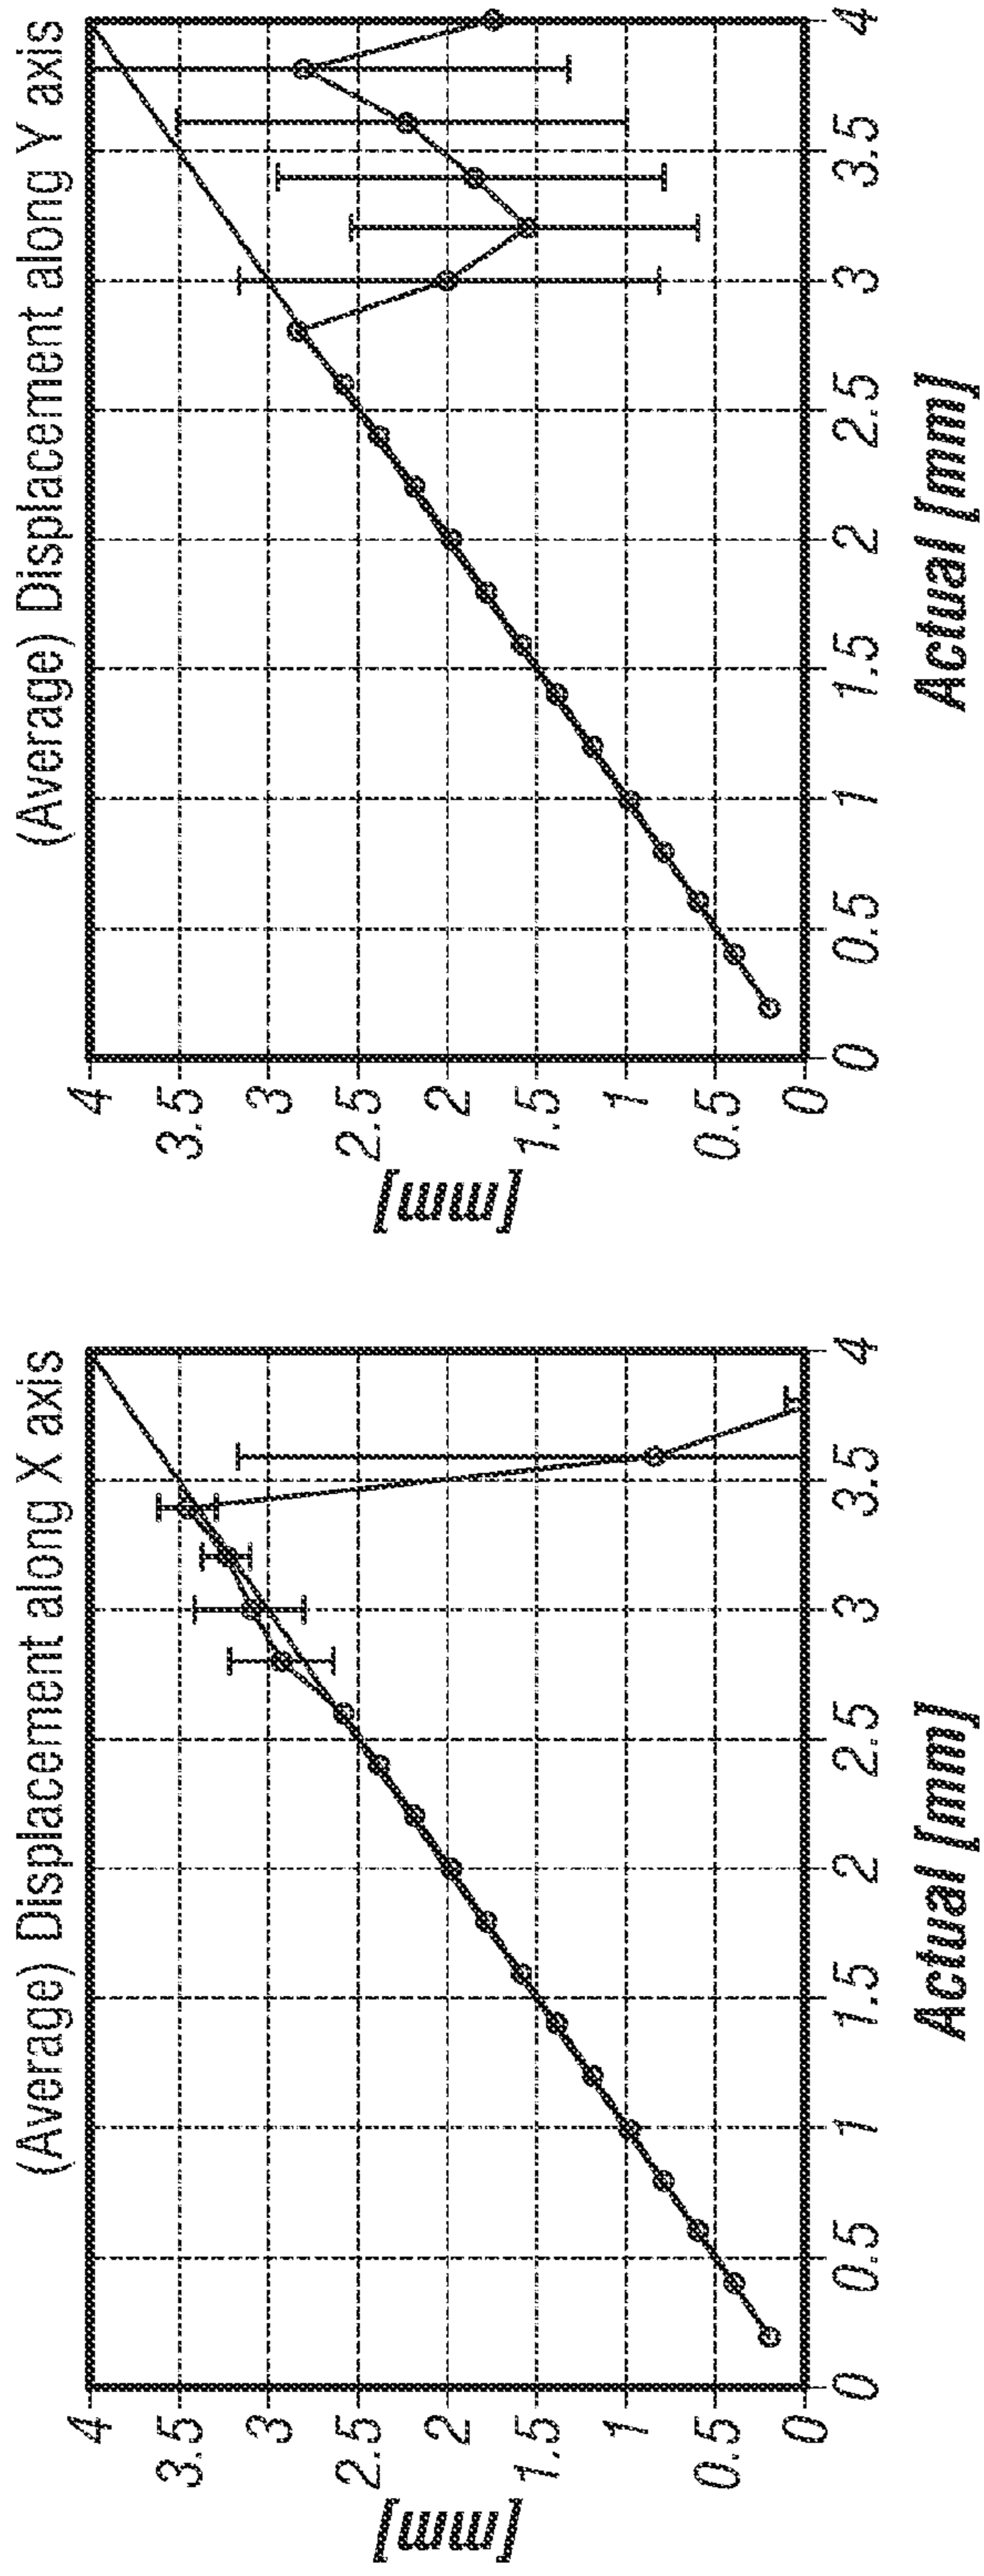 (Average) Displacement along X axis
4
3.5
3
2.5
2
1.5
1
0.5
0
[mm]
0 0.5 1 1.5 2 2.5 3 3.5 4
Actual [mm]
(Average) Displacement along Y axis
4
3.5
3
2.5
2
1.5
1
0.5
0
[mm]
0 0.5 1 1.5 2 2.5 3 3.5 4
Actual [mm]